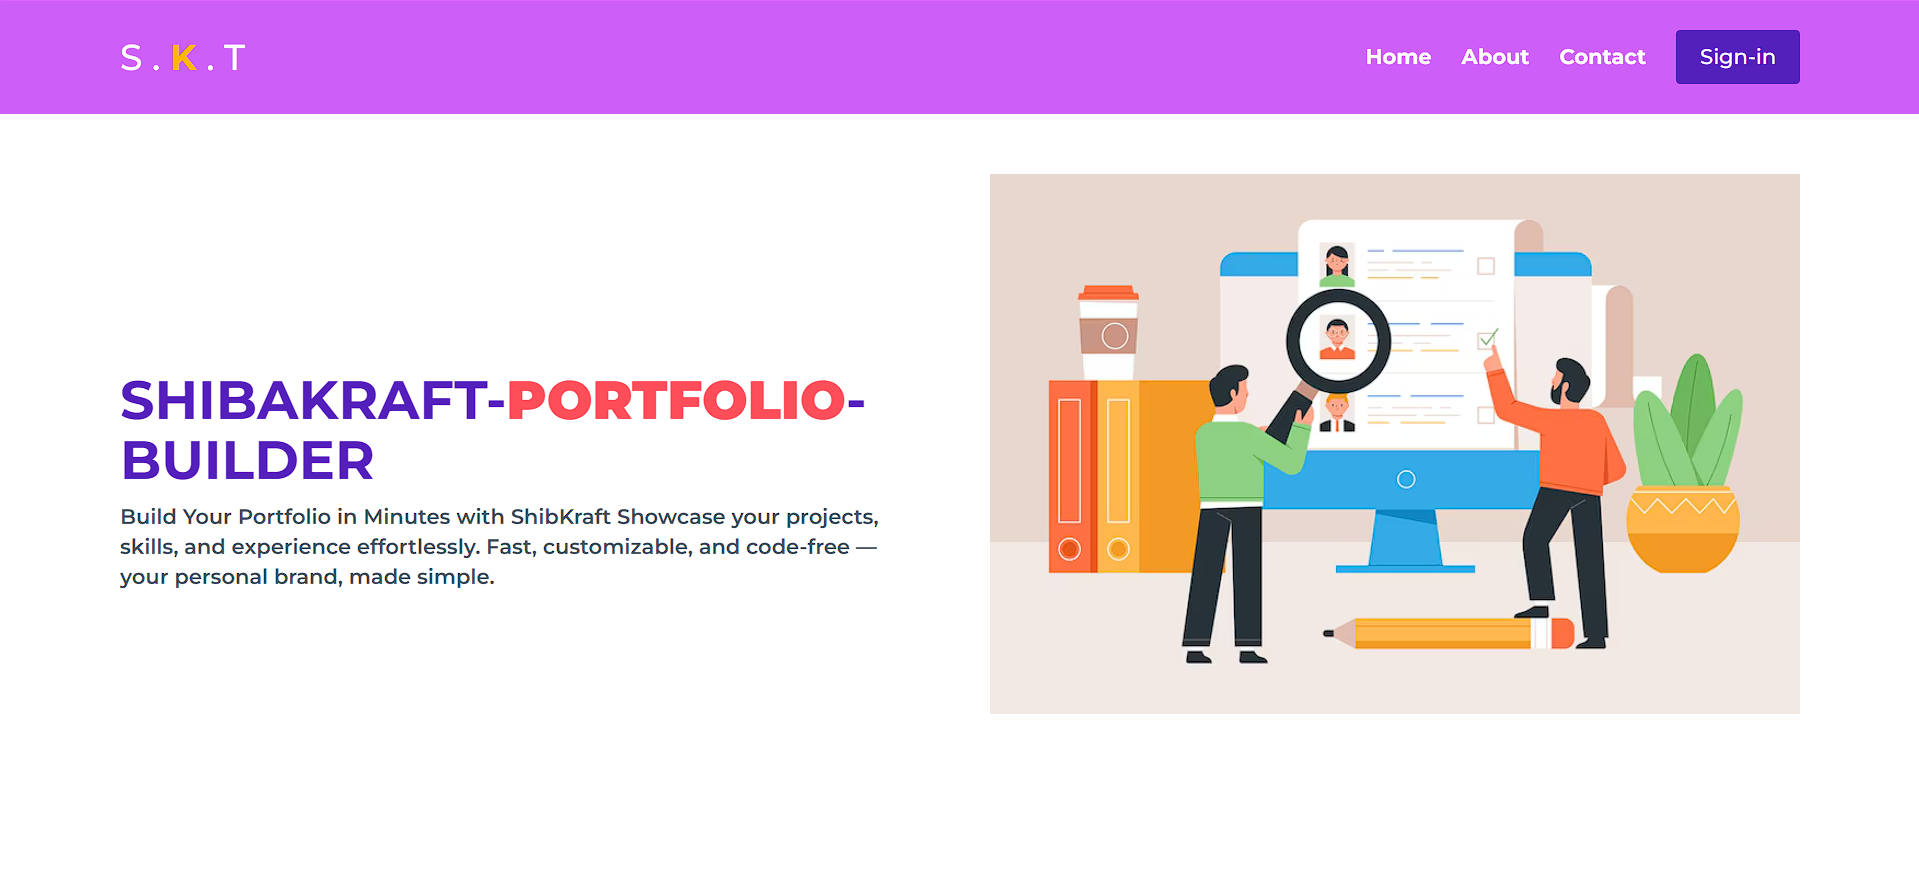 S.K.T
Home About Contact Sign-in
SHIBAKRAFT-PORTFOLIO-
BUILDER
Build Your Portfolio in Minutes with ShibKraft Showcase your projects,
skills, and experience effortlessly. Fast, customizable, and code-free —
your personal brand, made simple.